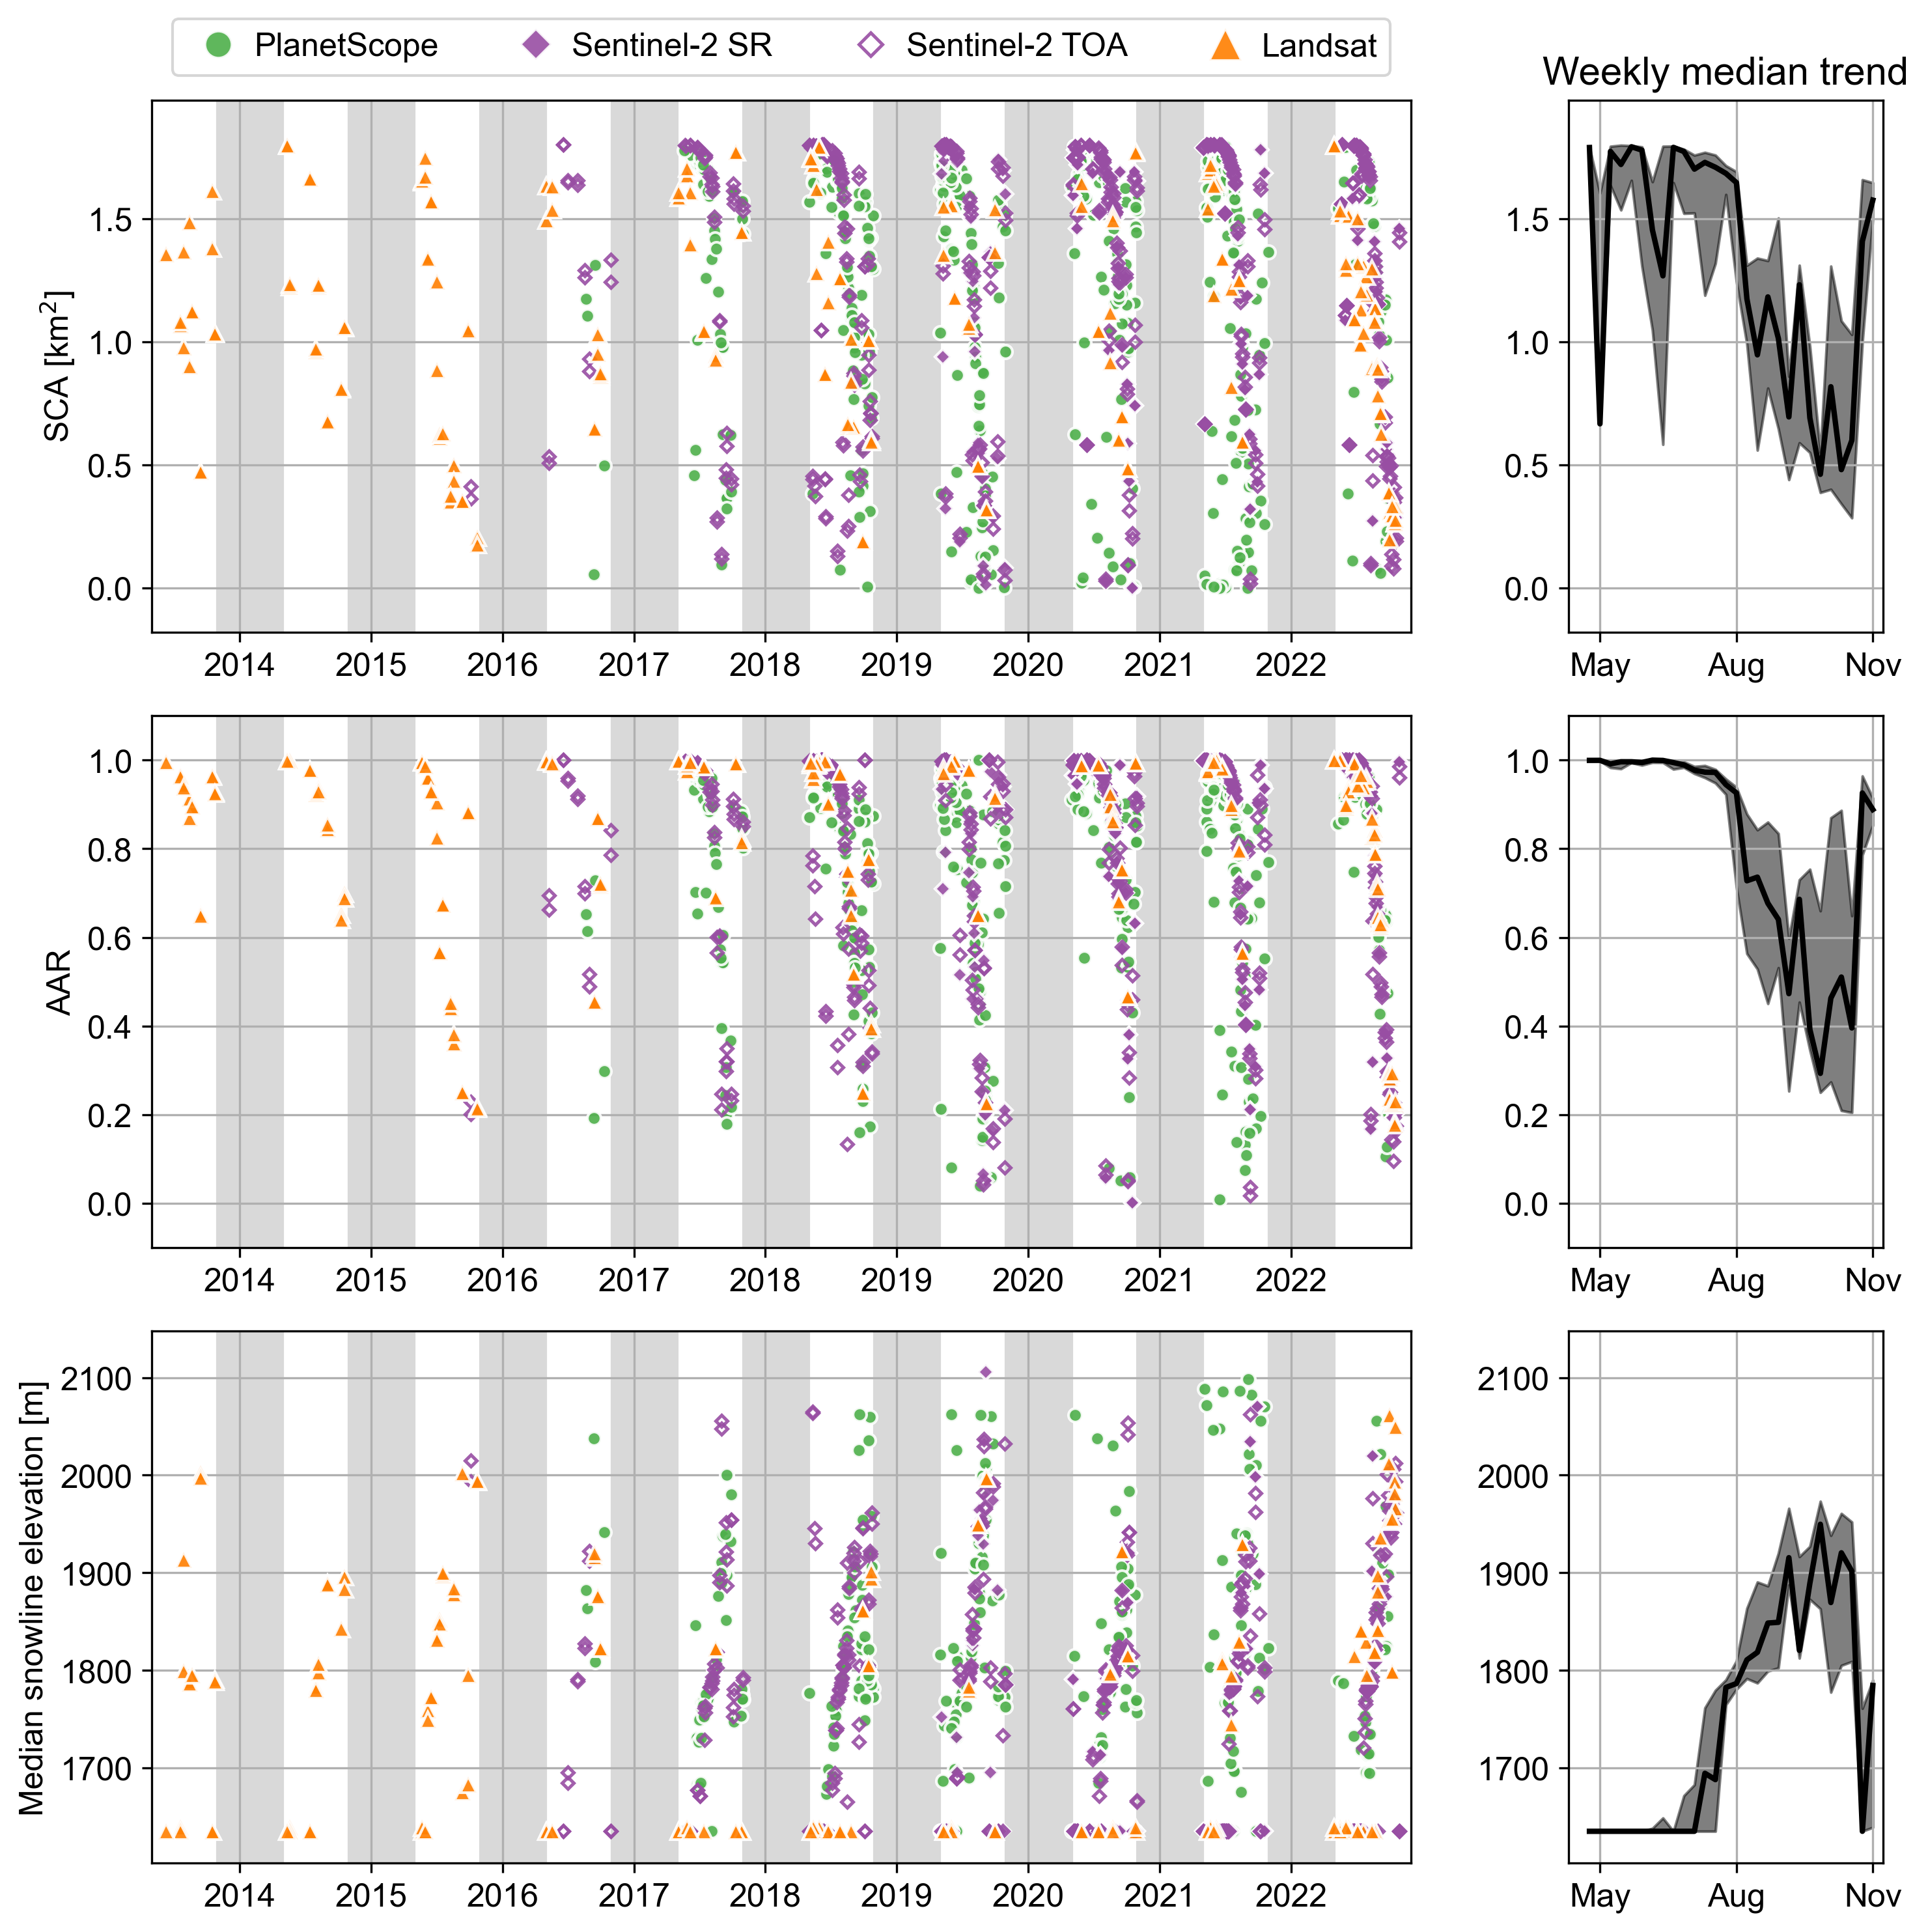 PlanetScope Sentinel-2 SR Sentinel-2 TOA Landsat
Weekly median trend
SCA [km²]
1.5
1.0
0.5
0.0
2014 2015 2016 2017 2018 2019 2020 2021 2022
1.5
1.0
0.5
0.0
May Aug Nov
AAR
1.0
0.8
0.6
0.4
0.2
0.0
2014 2015 2016 2017 2018 2019 2020 2021 2022
1.0
0.8
0.6
0.4
0.2
0.0
May Aug Nov
Median snowline elevation [m]
2100
2000
1900
1800
1700
2014 2015 2016 2017 2018 2019 2020 2021 2022
2100
2000
1900
1800
1700
May Aug Nov